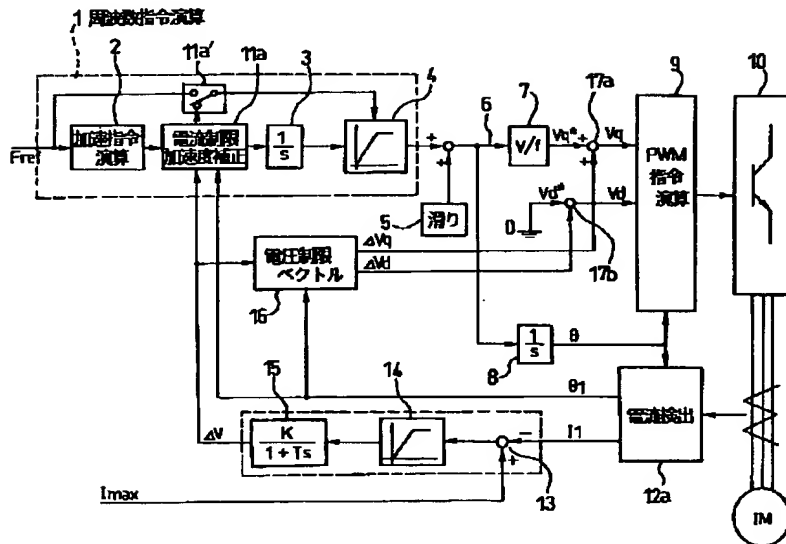 1 周波数指令演算
2
11a'
11a
3
4
Fref
加速指令
演算
電流制限
加速度補正
1
s
+
+
5
滑り
6
7
V/f
Vq*
17a
+
+
Vq
Vd*
0
17b
Vd
9
PWM
指令
演算
10
電圧制限
ベクトル
16
ΔVq
ΔVd
1
s
8
θ
15
14
ΔV
K
1 + Ts
θ1
I1
−
+
13
Imax
電流検出
12a
IM